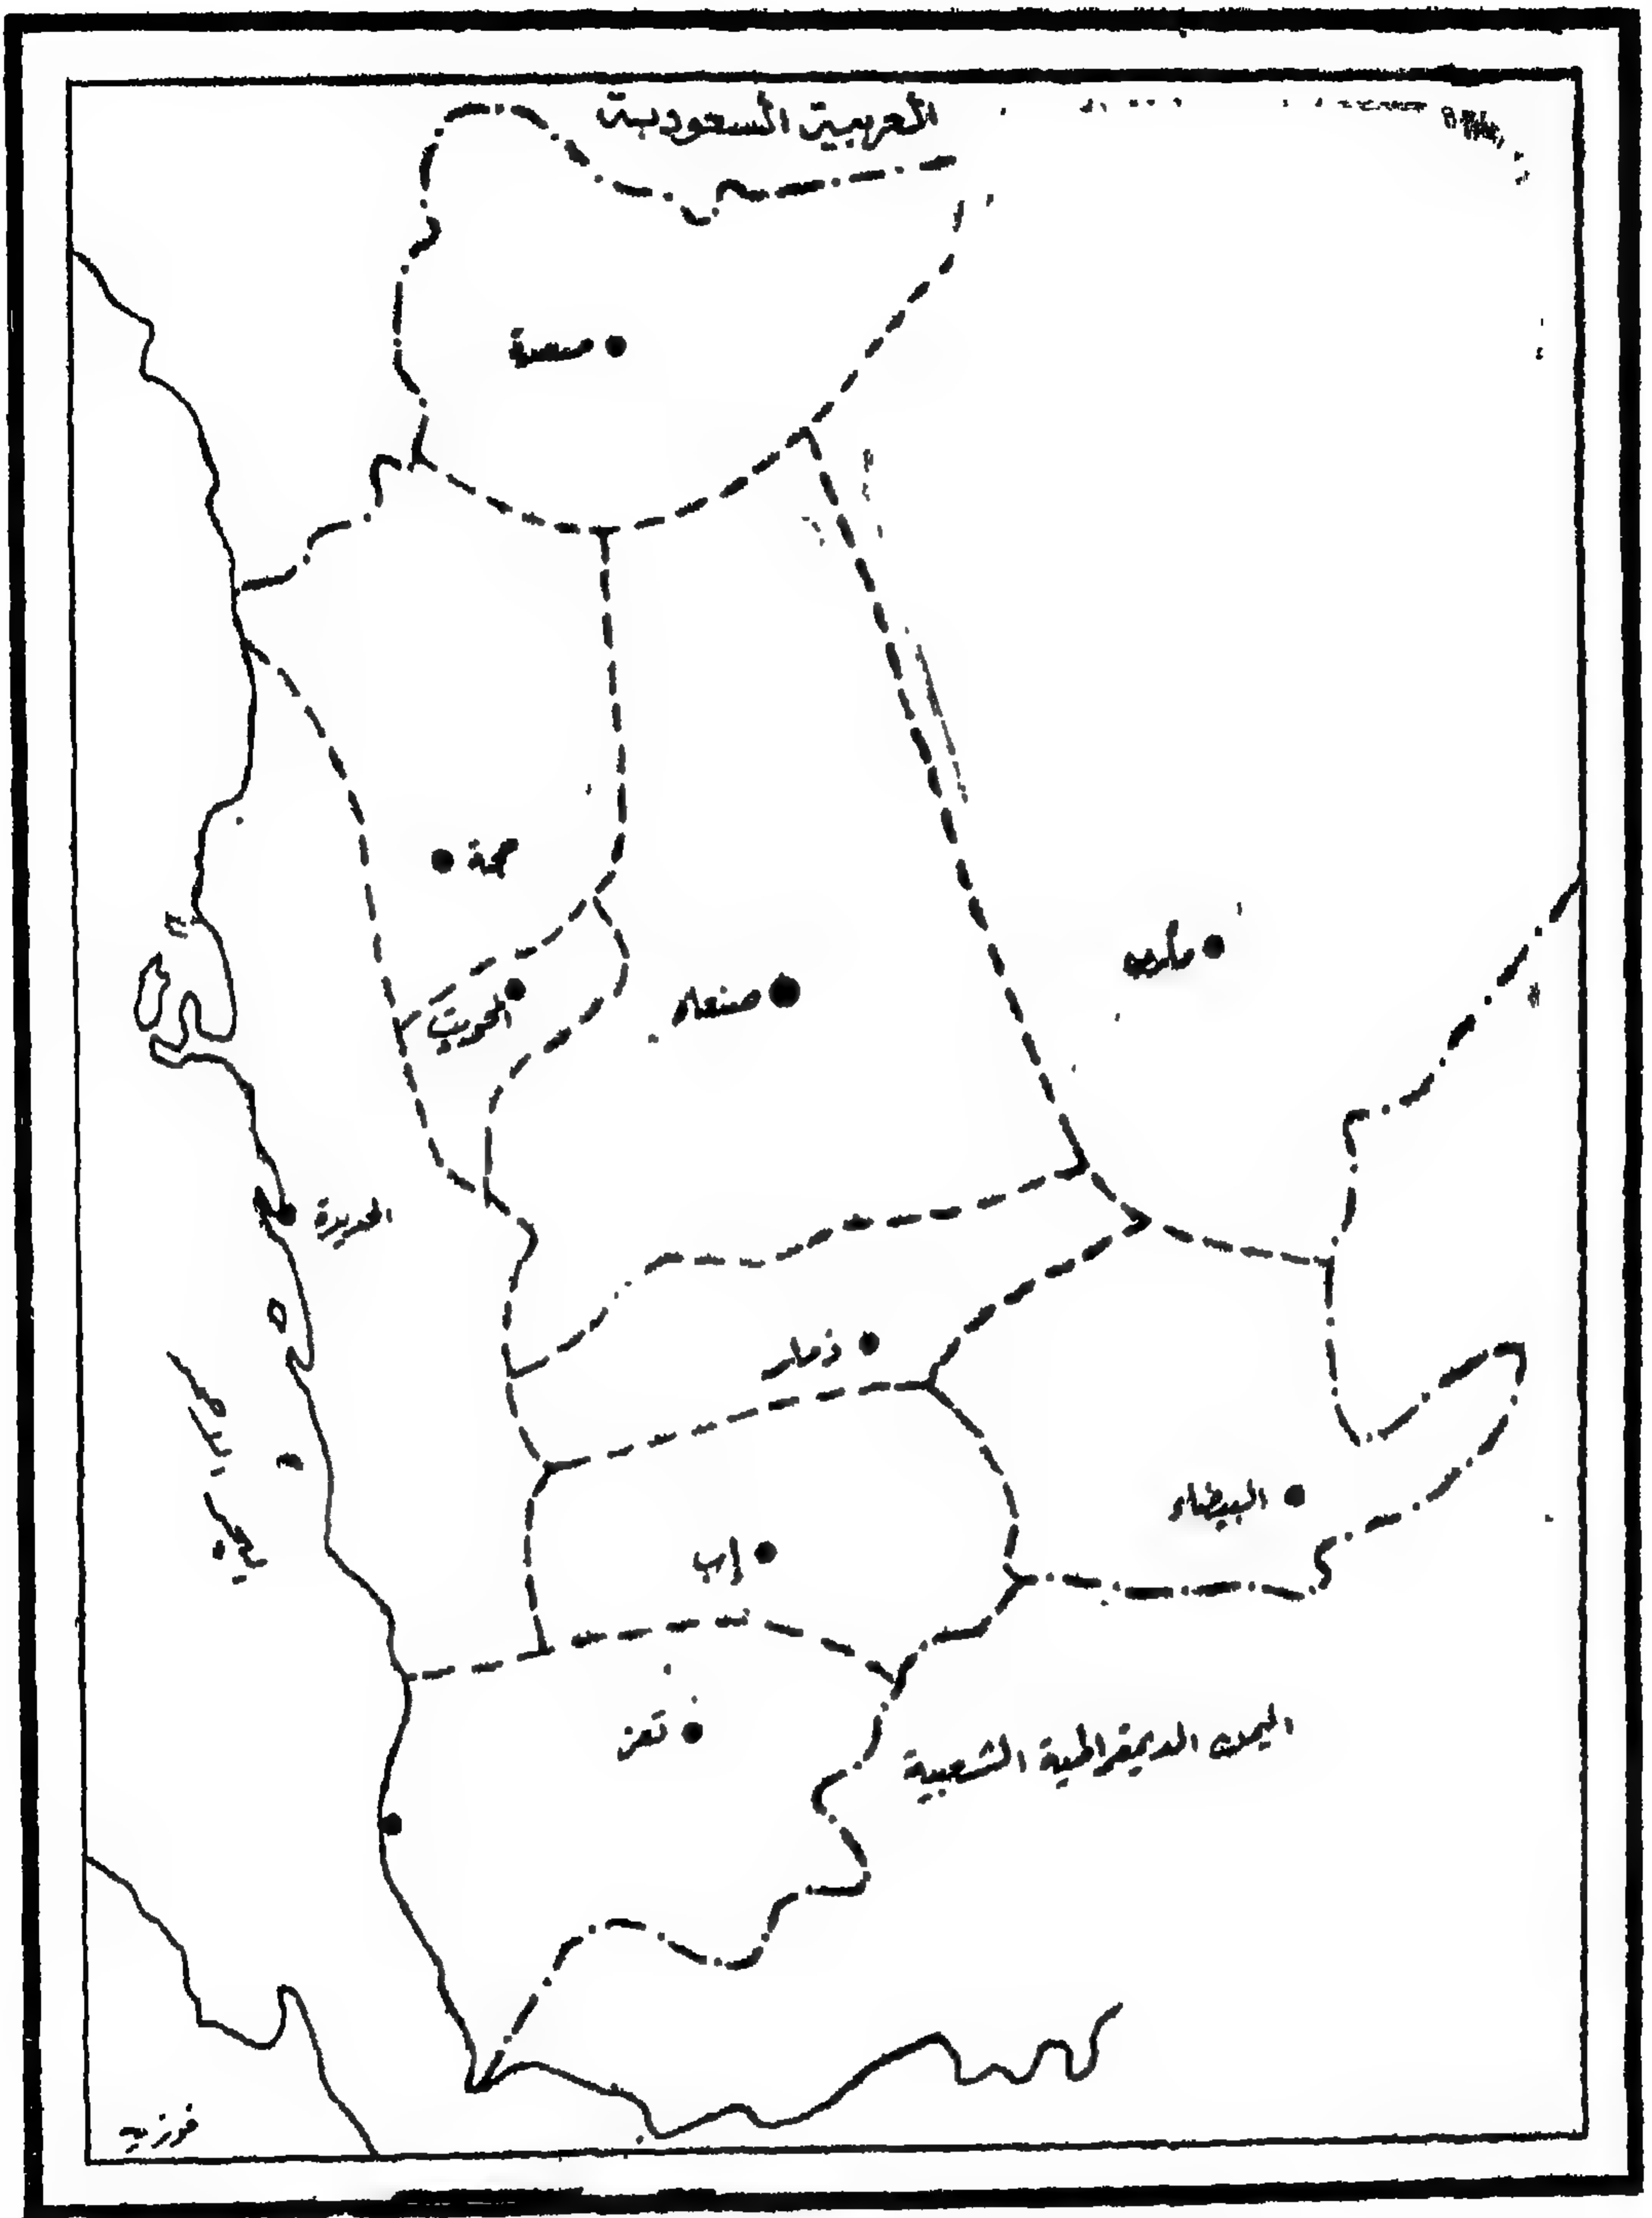 العربية السعودية
صعدة
حجة
مأرب
المحويت
صنعاء
الحديدة
ذمار
البيضاء
إب
تعز
اليمن الديمقراطية الشعبية
البحر الأحمر